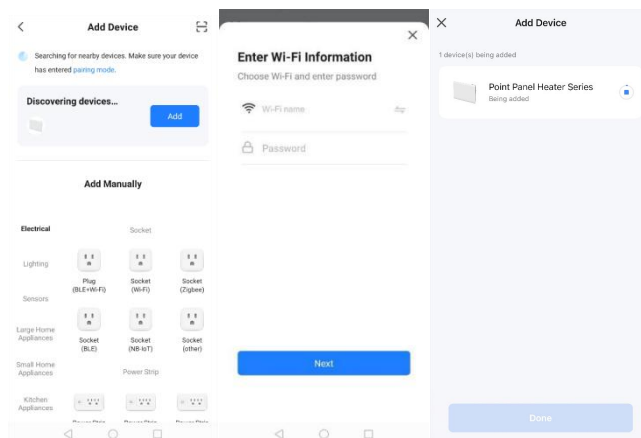 Add Device
Searching for nearby devices. Make sure your device
has entered pairing mode.
Discovering devices...
Add
Add Manually
Electrical
Socket
Lighting
Plug
(BLE+Wi-Fi)
Socket
(Wi-Fi)
Socket
(Zigbee)
Sensors
Large Home
Appliances
Socket
(BLE)
Socket
(NB-IoT)
Socket
(other)
Small Home
Appliances
Power Strip
Kitchen
Appliances
Enter Wi-Fi Information
Choose Wi-Fi and enter password
Wi-Fi name
Password
Next
Add Device
1 device(s) being added
Point Panel Heater Series
Being added
Done